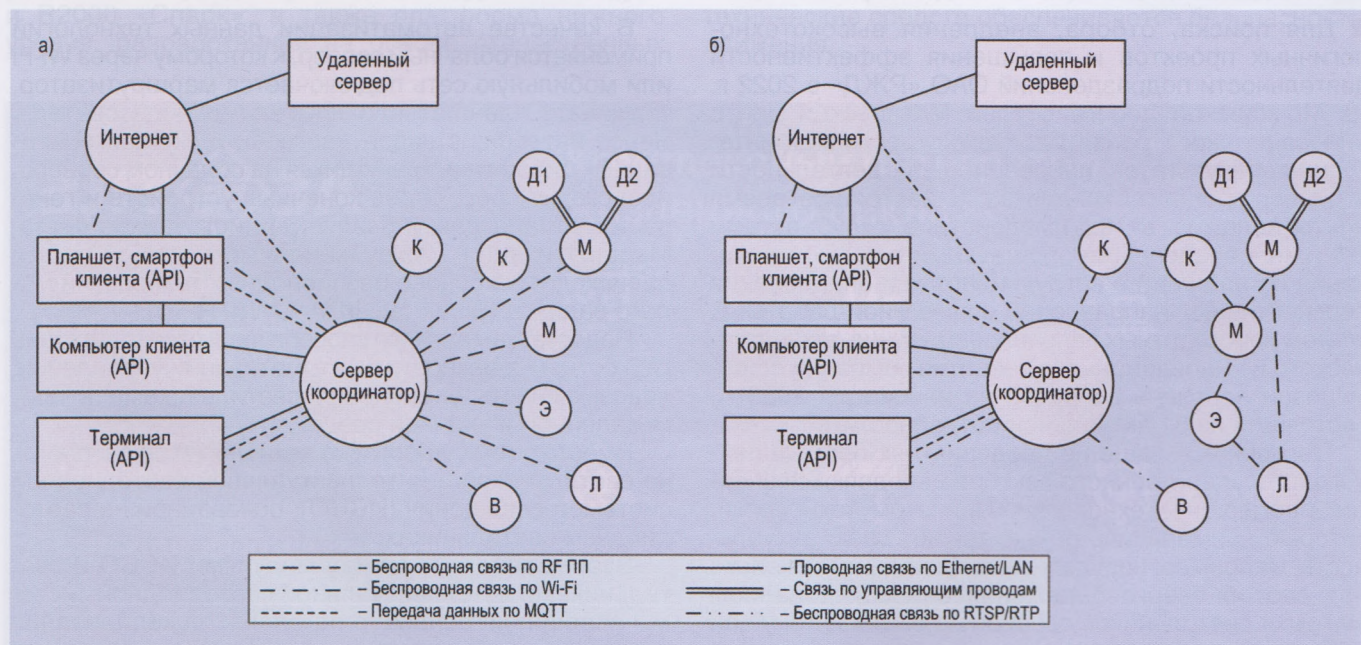 а)
Удаленный
сервер
Интернет
Д1
Д2
М
К
К
Планшет, смартфон
клиента (API)
М
Компьютер клиента
(API)
Сервер
(координатор)
Э
Терминал
(API)
Л
В
б)
Удаленный
сервер
Интернет
Д1
Д2
М
К
К
Планшет, смартфон
клиента (API)
М
Компьютер клиента
(API)
Сервер
(координатор)
Э
Терминал
(API)
Л
В
– Беспроводная связь по RF ПП
– Беспроводная связь по Wi-Fi
– Передача данных по MQTT
– Проводная связь по Ethernet/LAN
– Связь по управляющим проводам
– Беспроводная связь по RTSP/RTP